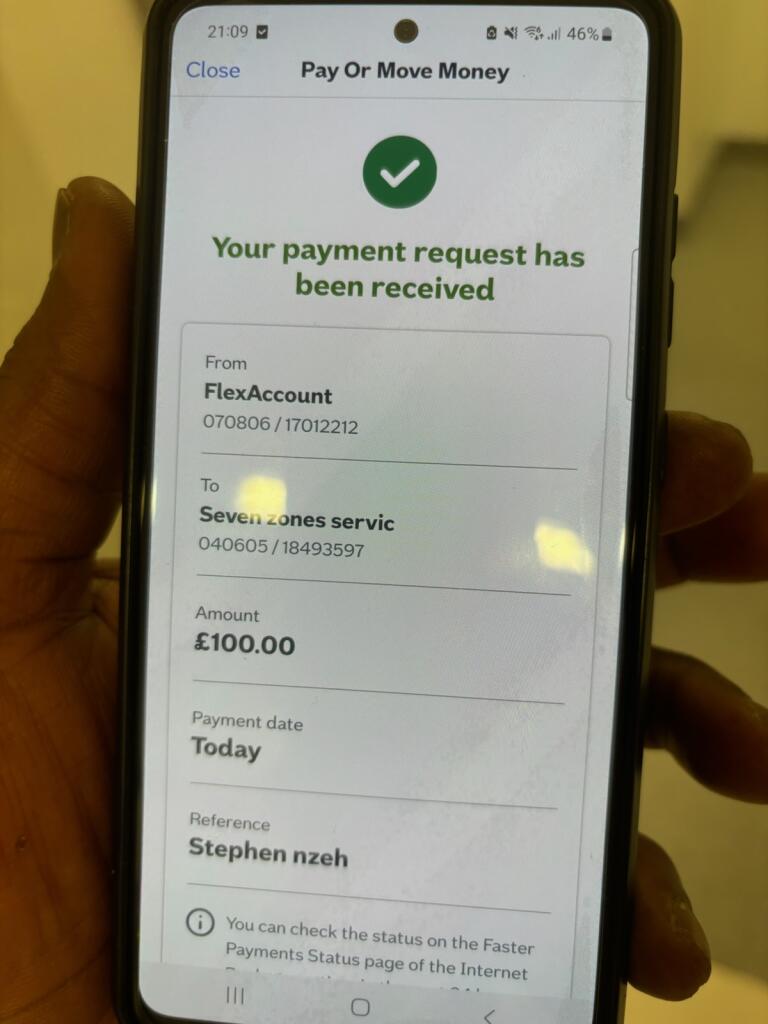 21:09
46%
Close
Pay Or Move Money
Your payment request has
been received
From
FlexAccount
070806 / 17012212
To
Seven zones servic
040605 / 18493597
Amount
£100.00
Payment date
Today
Reference
Stephen nzeh
You can check the status on the Faster
Payments Status page of the Internet